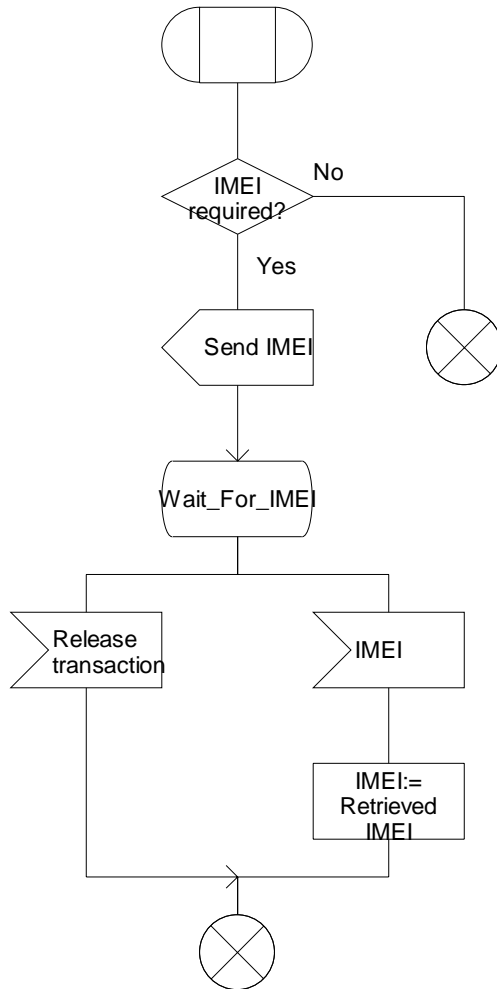 No
IMEI
required?
Yes
Send IMEI
Wait_For_IMEI
Release
transaction
IMEI
IMEI:=
Retrieved
IMEI